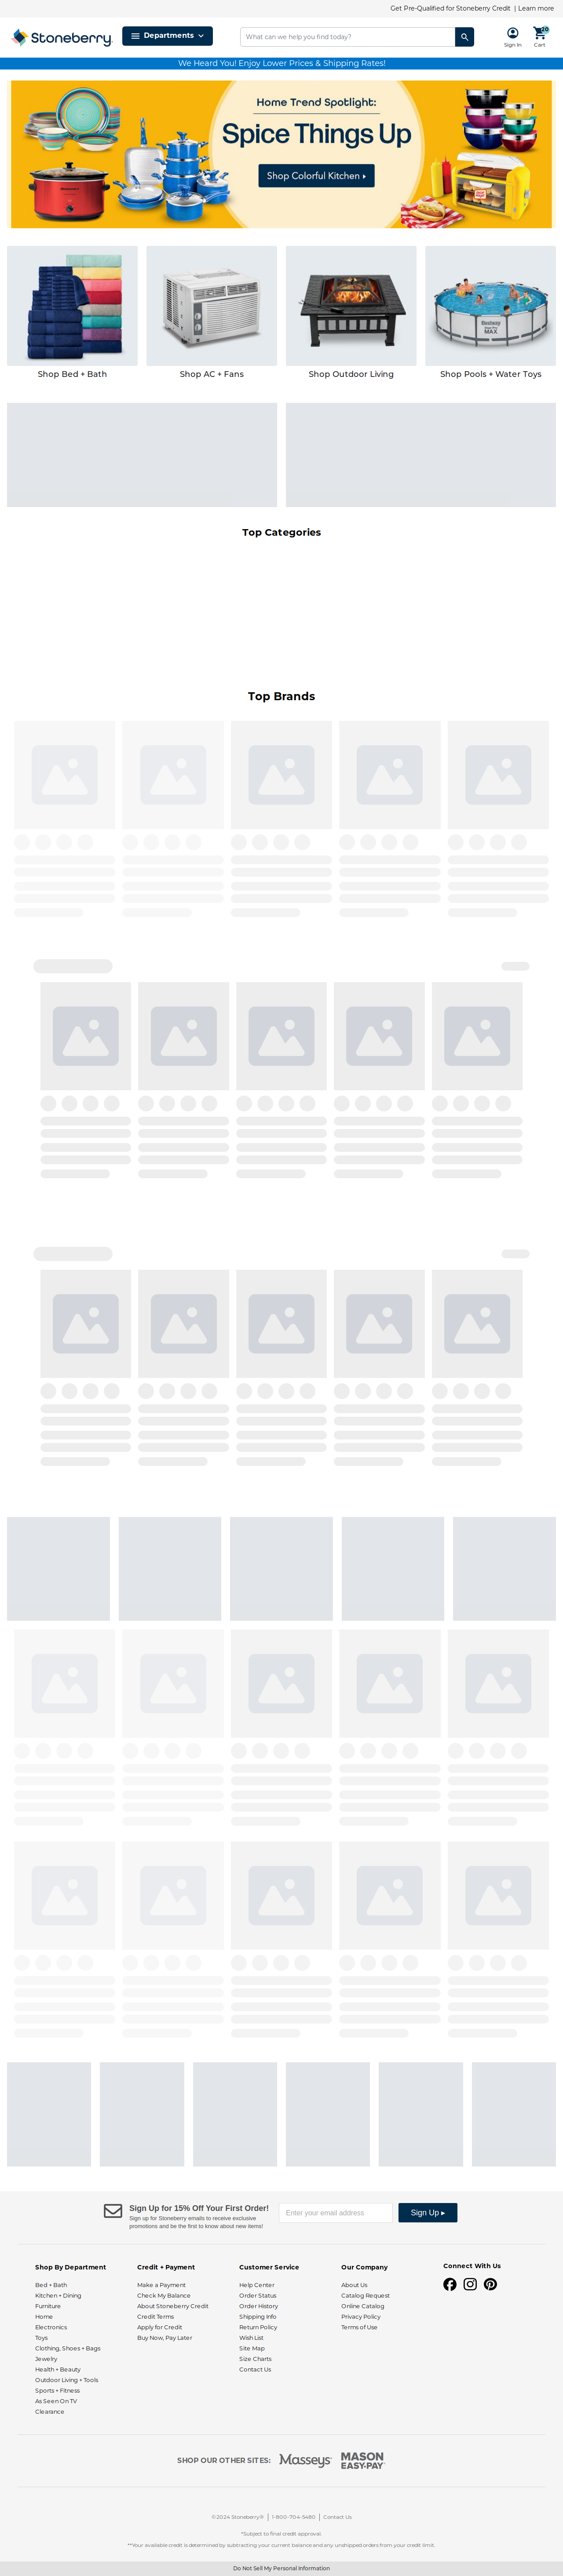 Get Pre-Qualified for Stoneberry Credit | Learn more
Stoneberry.
Departments
What can we help you find today?
Sign In
Cart
We Heard You! Enjoy Lower Prices & Shipping Rates!
Home Trend Spotlight:
Spice Things Up
Shop Colorful Kitchen
Shop Bed + Bath
Shop AC + Fans
Shop Outdoor Living
Shop Pools + Water Toys
Top Categories
Top Brands
Sign Up for 15% Off Your First Order!
Sign up for Stoneberry emails to receive exclusive
promotions and be the first to know about new items!
Enter your email address
Sign Up ▸
Shop By Department
Bed + Bath
Kitchen + Dining
Furniture
Home
Electronics
Toys
Clothing, Shoes + Bags
Jewelry
Health + Beauty
Outdoor Living + Tools
Sports + Fitness
As Seen On TV
Clearance
Credit + Payment
Make a Payment
Check My Balance
About Stoneberry Credit
Credit Terms
Apply for Credit
Buy Now, Pay Later
Customer Service
Help Center
Order Status
Order History
Shipping Info
Return Policy
Wish List
Site Map
Size Charts
Contact Us
Our Company
About Us
Catalog Request
Online Catalog
Privacy Policy
Terms of Use
Connect With Us
SHOP OUR OTHER SITES:
Masseys
MASON
EASY-PAY
©2024 Stoneberry® | 1-800-704-5480 | Contact Us
*Subject to final credit approval.
**Your available credit is determined by subtracting your current balance and any unshipped orders from your credit limit.
Do Not Sell My Personal Information